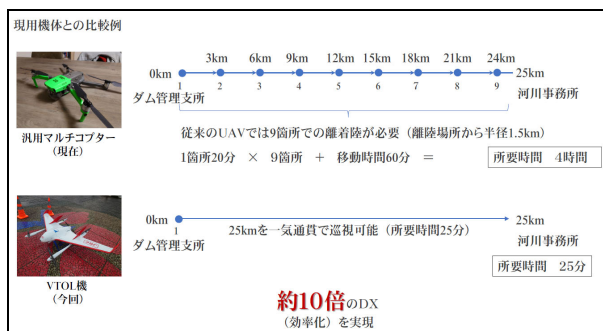 現用機体との比較例
3km 6km 9km 12km 15km 18km 21km 24km
0km 25km
1 2 3 4 5 6 7 8 9
ダム管理支所 河川事務所
汎用マルチコプター
(現在)
従来のUAVでは9箇所での離着陸が必要(離陸場所から半径1.5km)
1箇所20分 × 9箇所 + 移動時間60分 = 所要時間 4時間
0km 25km
1
25kmを一気通貫で巡視可能(所要時間25分)
ダム管理支所 河川事務所
VTOL機
(今回)
所要時間 25分
約10倍のDX
(効率化)を実現